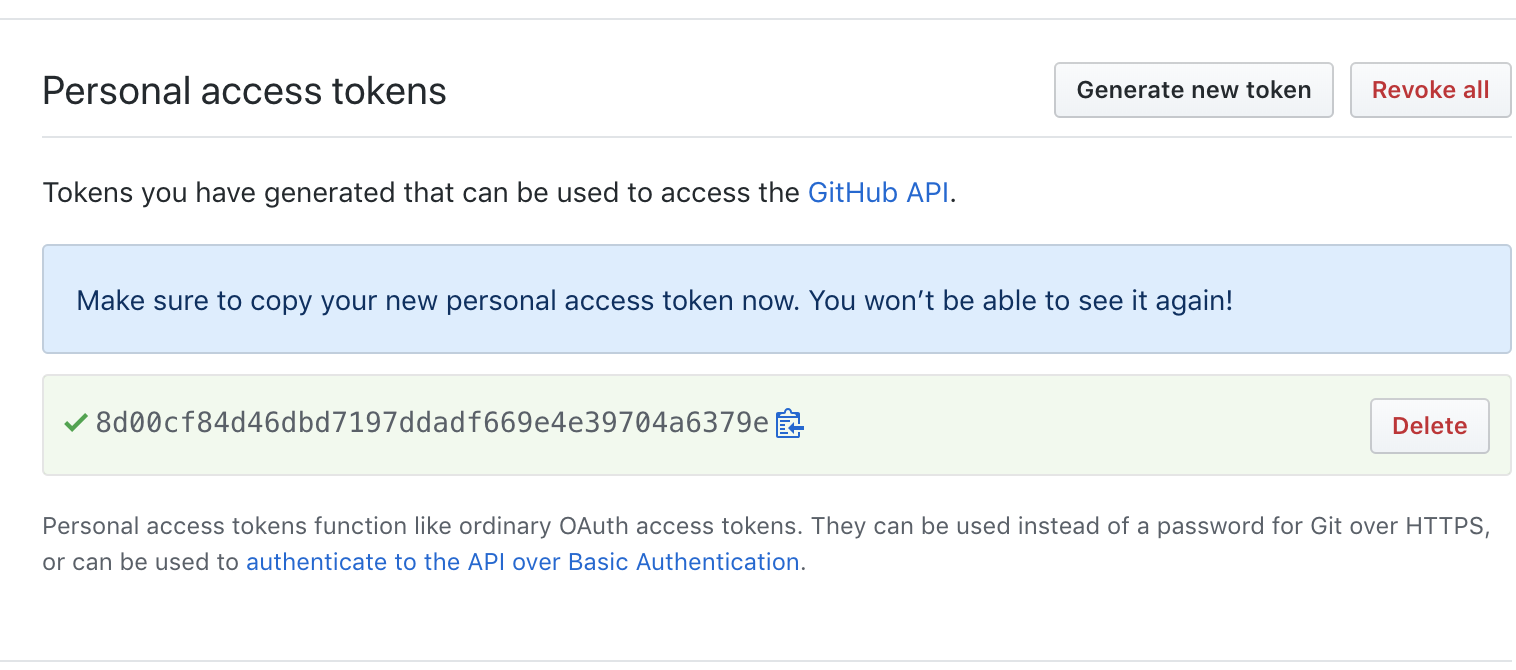 Personal access tokens
Generate new token
Revoke all
Tokens you have generated that can be used to access the GitHub API.
Make sure to copy your new personal access token now. You won’t be able to see it again!
8d00cf84d46dbd7197ddadf669e4e39704a6379e
Delete
Personal access tokens function like ordinary OAuth access tokens. They can be used instead of a password for Git over HTTPS,
or can be used to authenticate to the API over Basic Authentication.